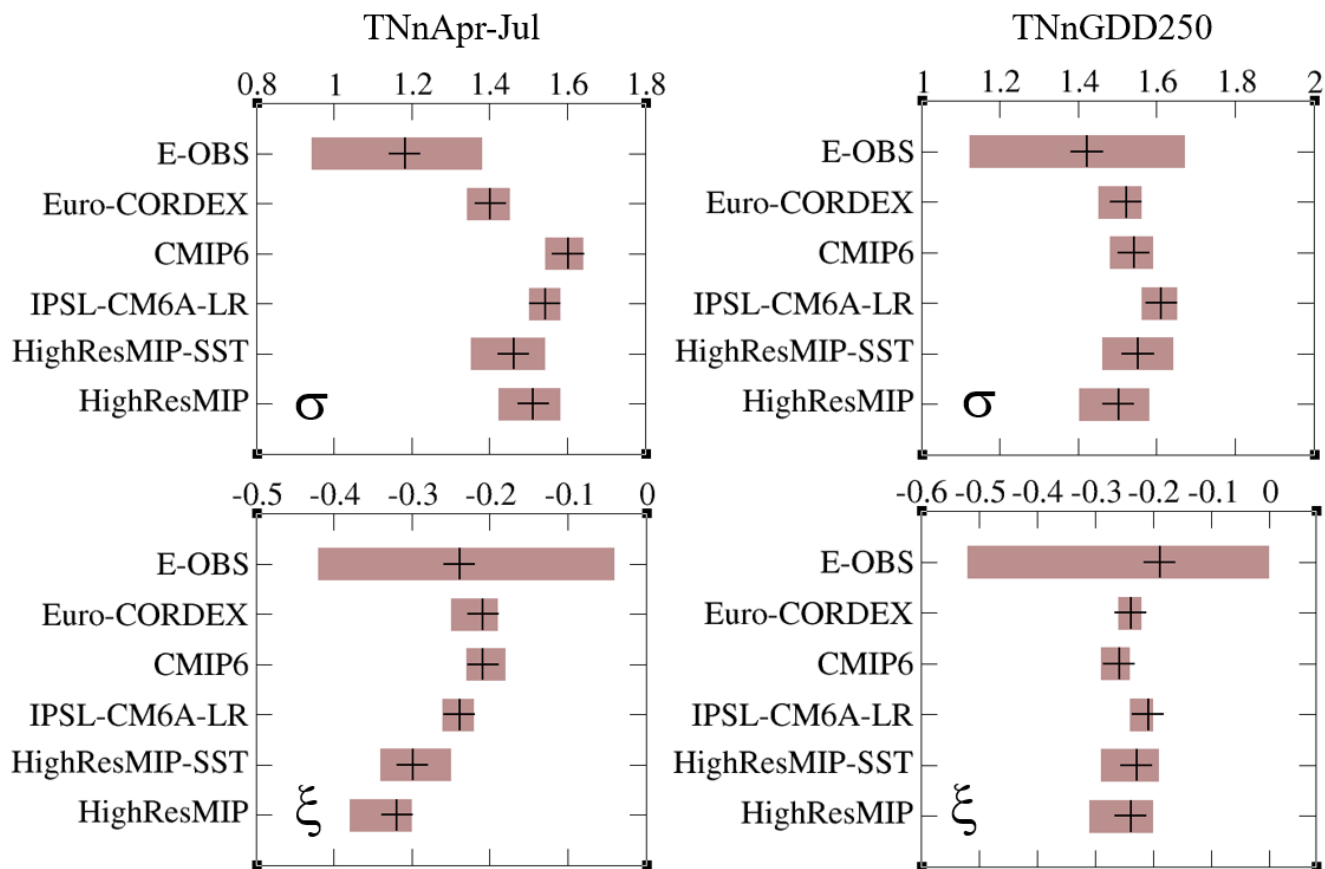 TNnApr-Jul
0.8 1 1.2 1.4 1.6 1.8
E-OBS
Euro-CORDEX
CMIP6
IPSL-CM6A-LR
HighResMIP-SST
HighResMIP
σ
TNnGDD250
1 1.2 1.4 1.6 1.8 2
E-OBS
Euro-CORDEX
CMIP6
IPSL-CM6A-LR
HighResMIP-SST
HighResMIP
σ
-0.5 -0.4 -0.3 -0.2 -0.1 0
E-OBS
Euro-CORDEX
CMIP6
IPSL-CM6A-LR
HighResMIP-SST
HighResMIP
ξ
-0.6 -0.5 -0.4 -0.3 -0.2 -0.1 0
E-OBS
Euro-CORDEX
CMIP6
IPSL-CM6A-LR
HighResMIP-SST
HighResMIP
ξ